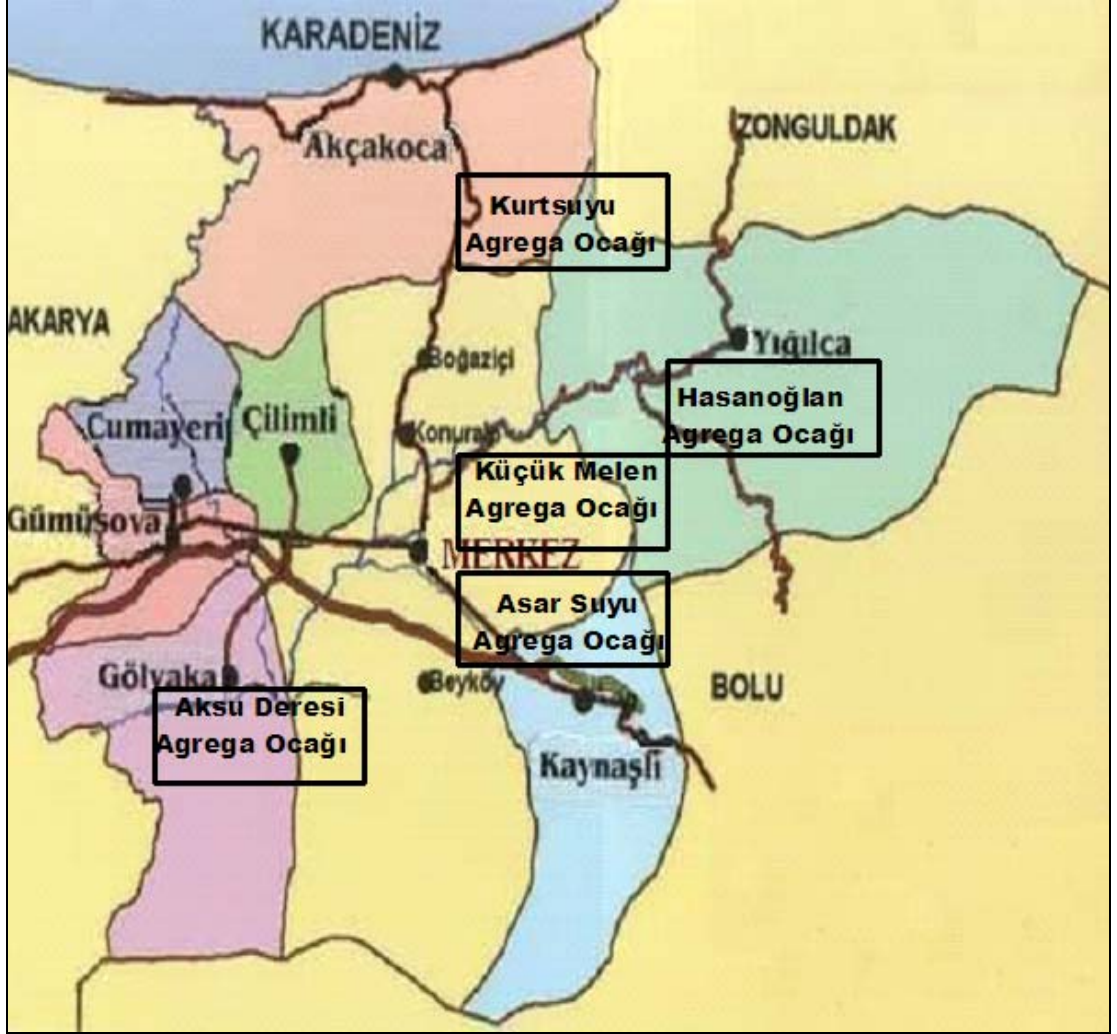 KARADENİZ
Akçakoca
ZONGULDAK
Kurtsuyu
Agrega Ocağı
AKARYA
Boğaziçi
Yığılca
Hasanoğlan
Agrega Ocağı
Cumayeri
Çilimli
Konuralp
Küçük Melen
Agrega Ocağı
Gümüşova
MERKEZ
Asar Suyu
Agrega Ocağı
Gölyaka
Beyköy
BOLU
Aksu Deresi
Agrega Ocağı
Kaynaşlı